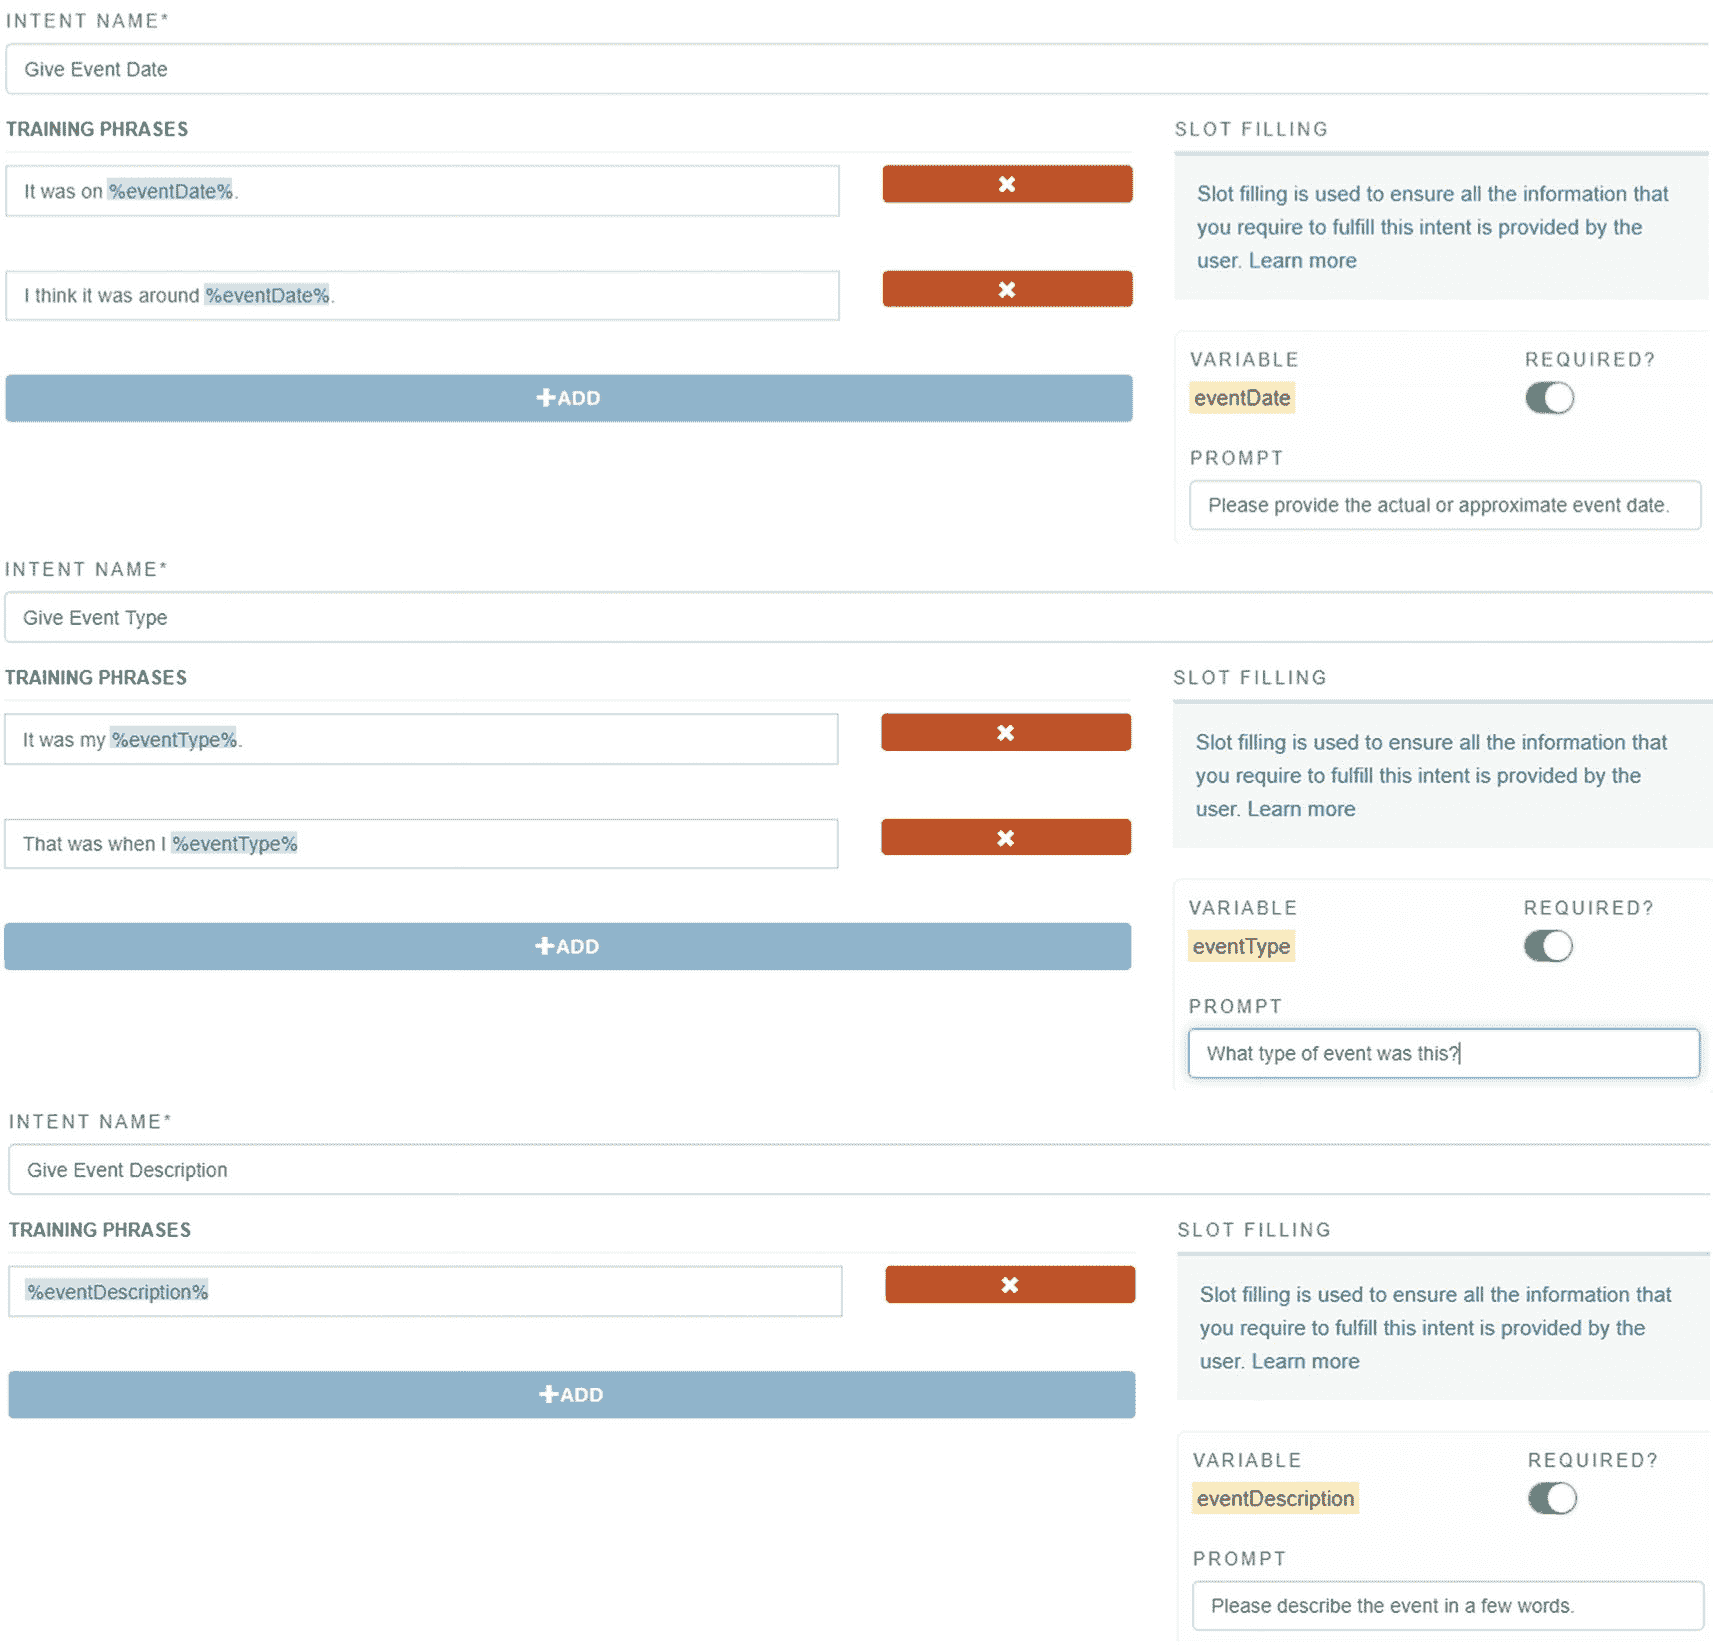 INTENT NAME*
Give Event Date
TRAINING PHRASES
SLOT FILLING
It was on %eventDate%.
Slot filling is used to ensure all the information that
you require to fulfill this intent is provided by the
user. Learn more
I think it was around %eventDate%.
VARIABLE
REQUIRED?
ADD
eventDate
PROMPT
Please provide the actual or approximate event date.
INTENT NAME*
Give Event Type
TRAINING PHRASES
SLOT FILLING
It was my %eventType%.
Slot filling is used to ensure all the information that
you require to fulfill this intent is provided by the
user. Learn more
That was when I %eventType%
VARIABLE
REQUIRED?
ADD
eventType
PROMPT
What type of event was this?
INTENT NAME*
Give Event Description
TRAINING PHRASES
SLOT FILLING
%eventDescription%
Slot filling is used to ensure all the information that
you require to fulfill this intent is provided by the
user. Learn more
ADD
VARIABLE
REQUIRED?
eventDescription
PROMPT
Please describe the event in a few words.